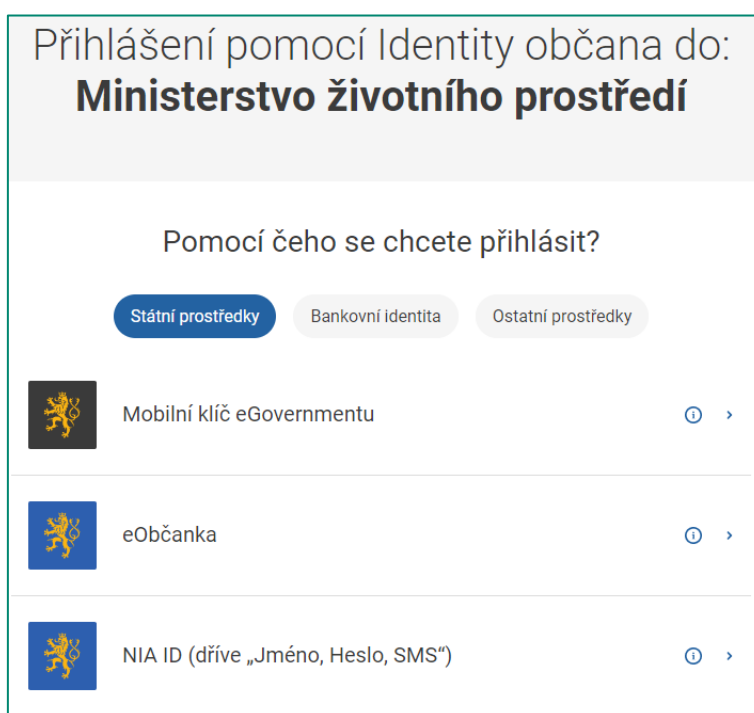 Přihlášení pomocí Identity občana do:
Ministerstvo životního prostředí
Pomocí čeho se chcete přihlásit?
Státní prostředky
Bankovní identita
Ostatní prostředky
Mobilní klíč eGovernmentu
eObčanka
NIA ID (dříve „Jméno, Heslo, SMS“)